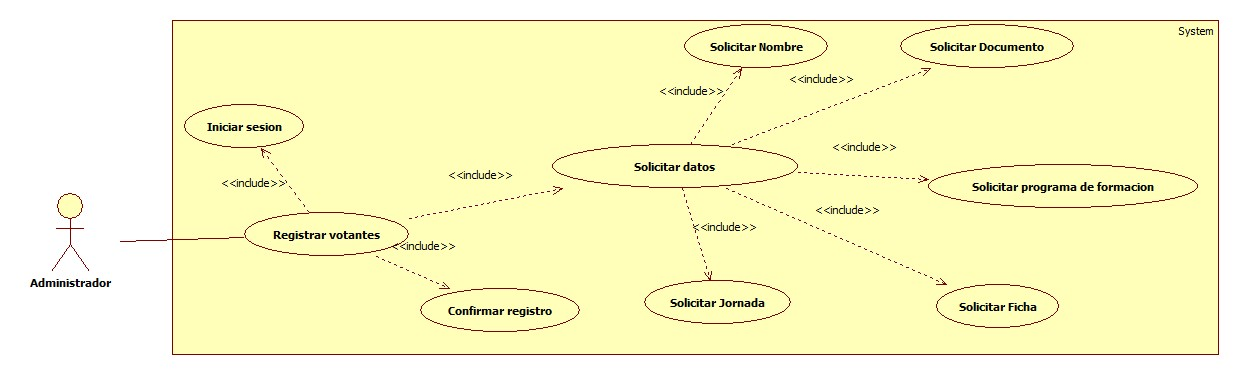 System
Solicitar Nombre
Solicitar Documento
<<include>>
<<include>>
Iniciar sesion
<<include>>
Solicitar datos
<<include>>
<<include>>
Solicitar programa de formacion
<<include>>
<<include>>
Registrar votantes
<<include>>
<<include>>
Administrador
Confirmar registro
Solicitar Jornada
Solicitar Ficha